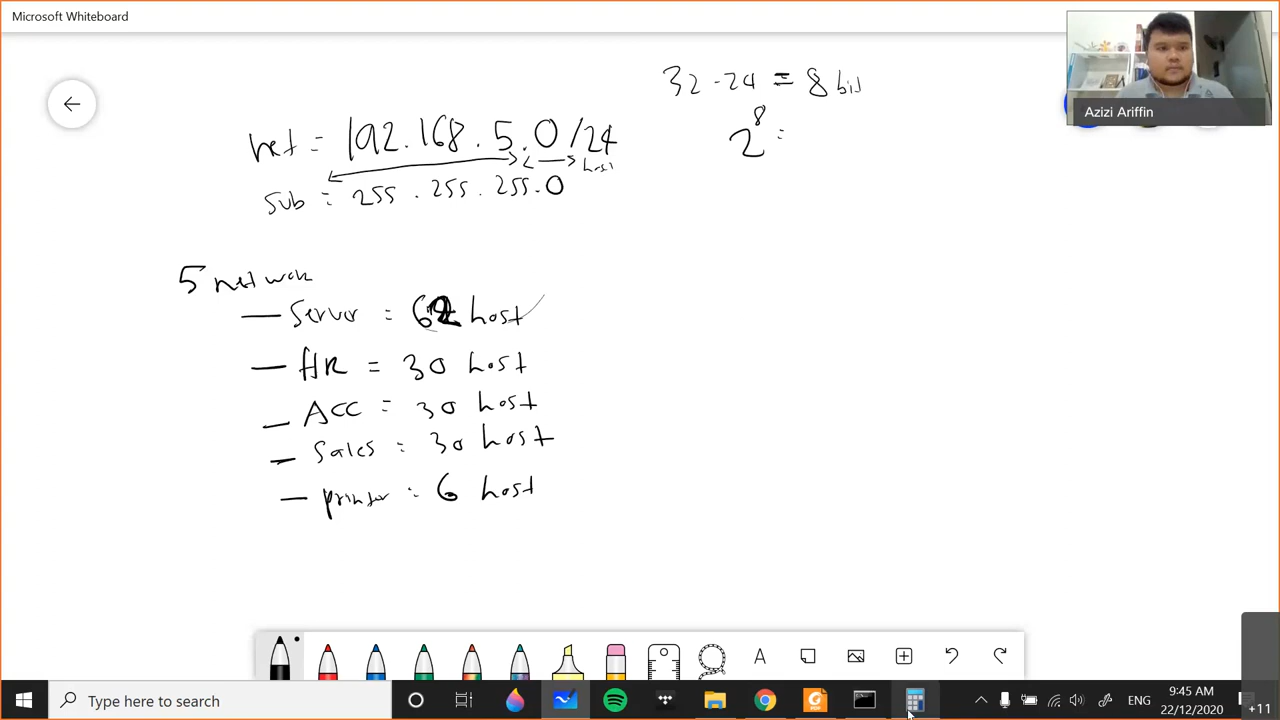 Microsoft Whiteboard
Azizi Ariffin
32 - 24 = 8 bit
2^8 =
net = 192.168.5.0/24
host
sub = 255.255.255.0
5 network
— Server = 62 host
— HR = 30 host
— ACC = 30 host
— Sales = 30 host
— printer = 6 host
A
Type here to search
ENG
9:45 AM
22/12/2020
+11